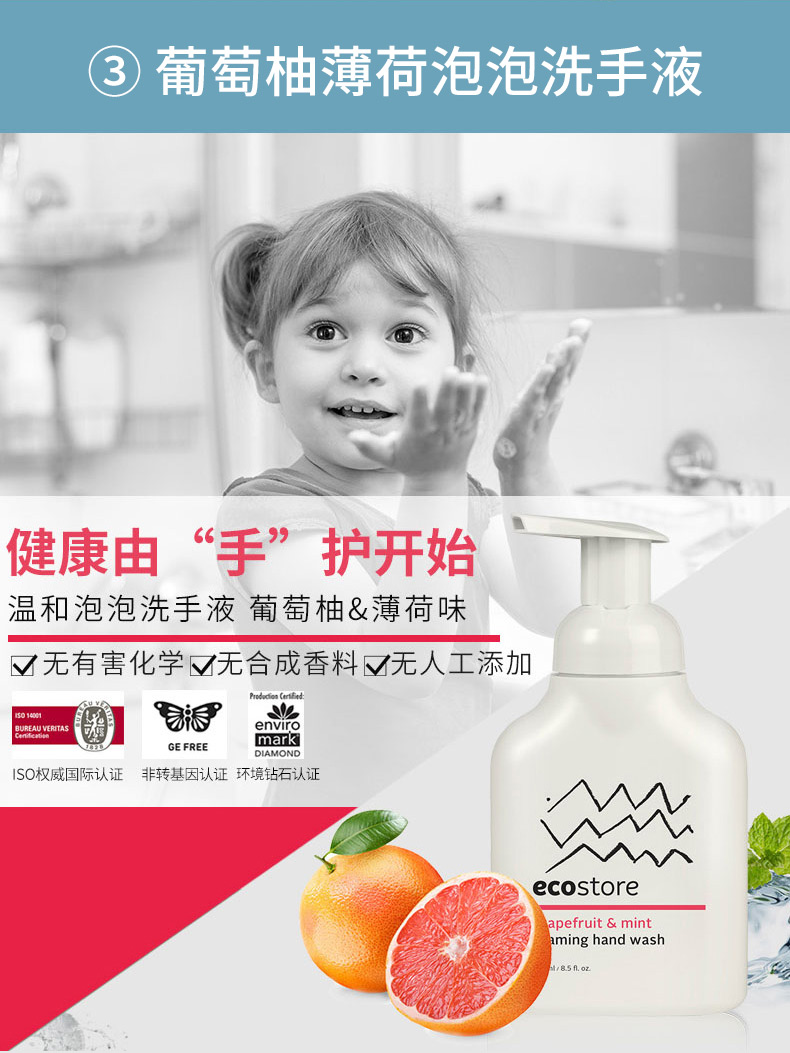 ③ 葡萄柚薄荷泡泡洗手液
健康由“手”护开始
温和泡泡洗手液 葡萄柚&薄荷味
无有害化学 无合成香料 无人工添加
ISO 14001
BUREAU VERITAS
Certification
BUREAU VERITAS
1828
GE FREE
Production Certified:
enviro
mark
DIAMOND
ISO权威国际认证 非转基因认证 环境钻石认证
ecostore
apefruit & mint
aming hand wash
ml / 8.5 fl. oz.